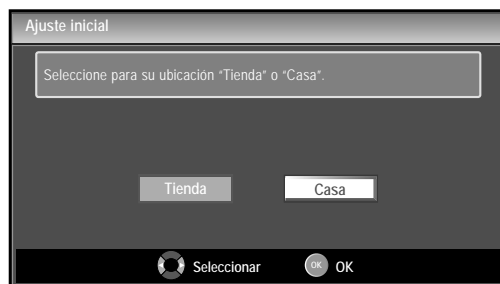 Ajuste inicial
Seleccione para su ubicación “Tienda” o “Casa”.
Tienda Casa
Seleccionar OK OK